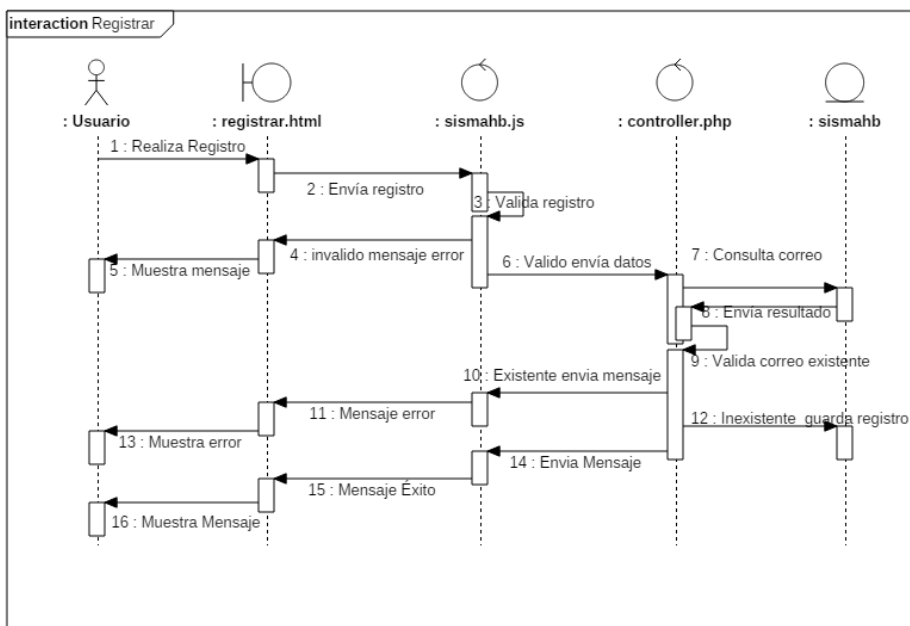 interaction Registrar
: Usuario
: registrar.html
: sismahb.js
: controller.php
: sismahb
1 : Realiza Registro
2 : Envía registro
3 : Valida registro
4 : invalido mensaje error
5 : Muestra mensaje
6 : Valido envía datos
7 : Consulta correo
8 : Envía resultado
9 : Valida correo existente
10 : Existente envia mensaje
11 : Mensaje error
12 : Inexistente guarda registro
13 : Muestra error
14 : Envia Mensaje
15 : Mensaje Éxito
16 : Muestra Mensaje